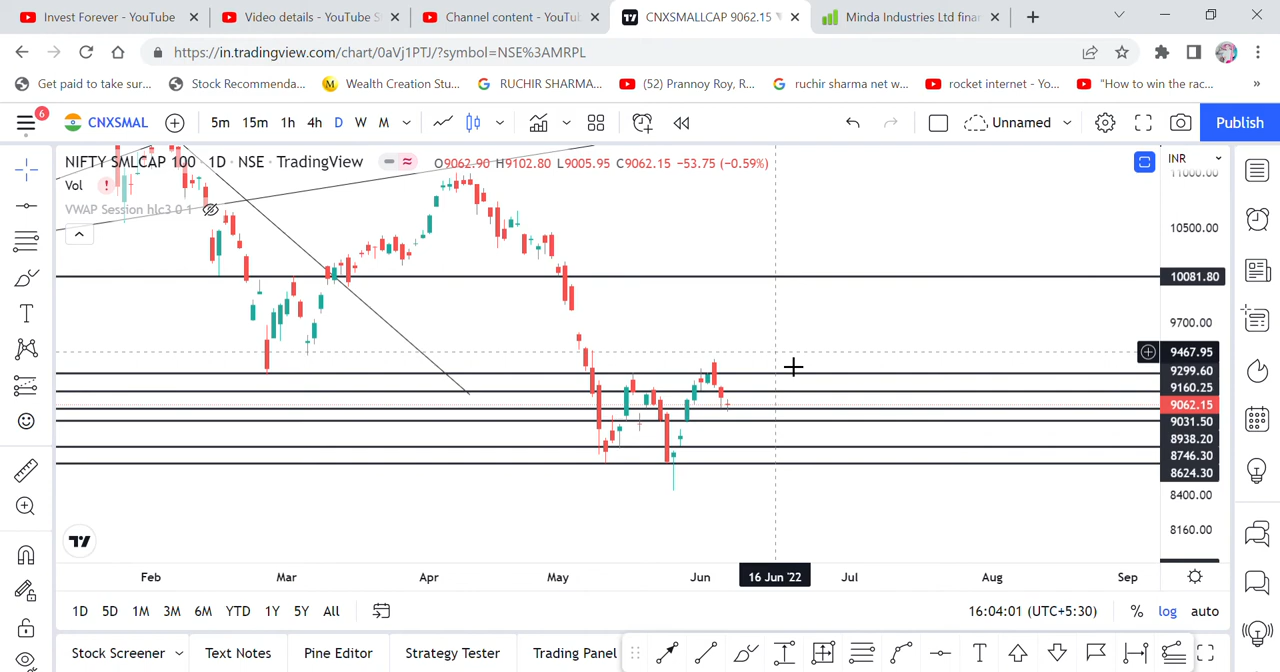 Invest Forever - YouTube
Video details - YouTube S
Channel content - YouTu
CNXSMALLCAP 9062.15
Minda Industries Ltd finar
https://in.tradingview.com/chart/0aVj1PTJ/?symbol=NSE%3AMRPL
Get paid to take sur...
Stock Recommenda...
Wealth Creation Stu...
RUCHIR SHARMA...
(52) Prannoy Roy, R...
ruchir sharma net w...
rocket internet - Yo...
"How to win the rac...
6
CNXSMAL
5m 15m 1h 4h D W M
Unnamed
Publish
NIFTY SMLCAP 100 · 1D · NSE · TradingView
O9062.90 H9102.80 L9005.95 C9062.15 −53.75 (−0.59%)
INR
Vol
VWAP Session hlc3 0 1
11000.00
10500.00
10081.80
9700.00
9467.95
9299.60
9160.25
9062.15
9031.50
8938.20
8746.30
8624.30
8400.00
8160.00
Feb Mar Apr May Jun 16 Jun '22 Jul Aug Sep
1D 5D 1M 3M 6M YTD 1Y 5Y All
16:04:01 (UTC+5:30)
% log auto
Stock Screener Text Notes Pine Editor Strategy Tester Trading Panel